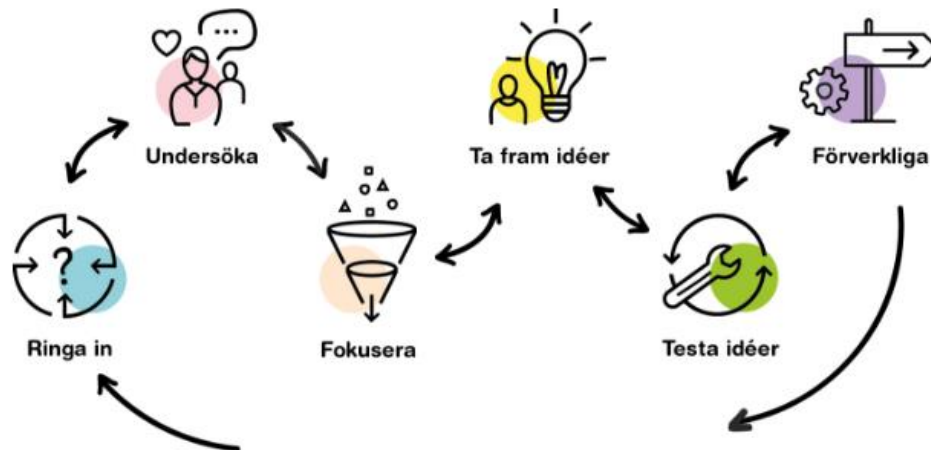 Undersöka
Ta fram idéer
Förverkliga
?
Ringa in
Fokusera
Testa idéer